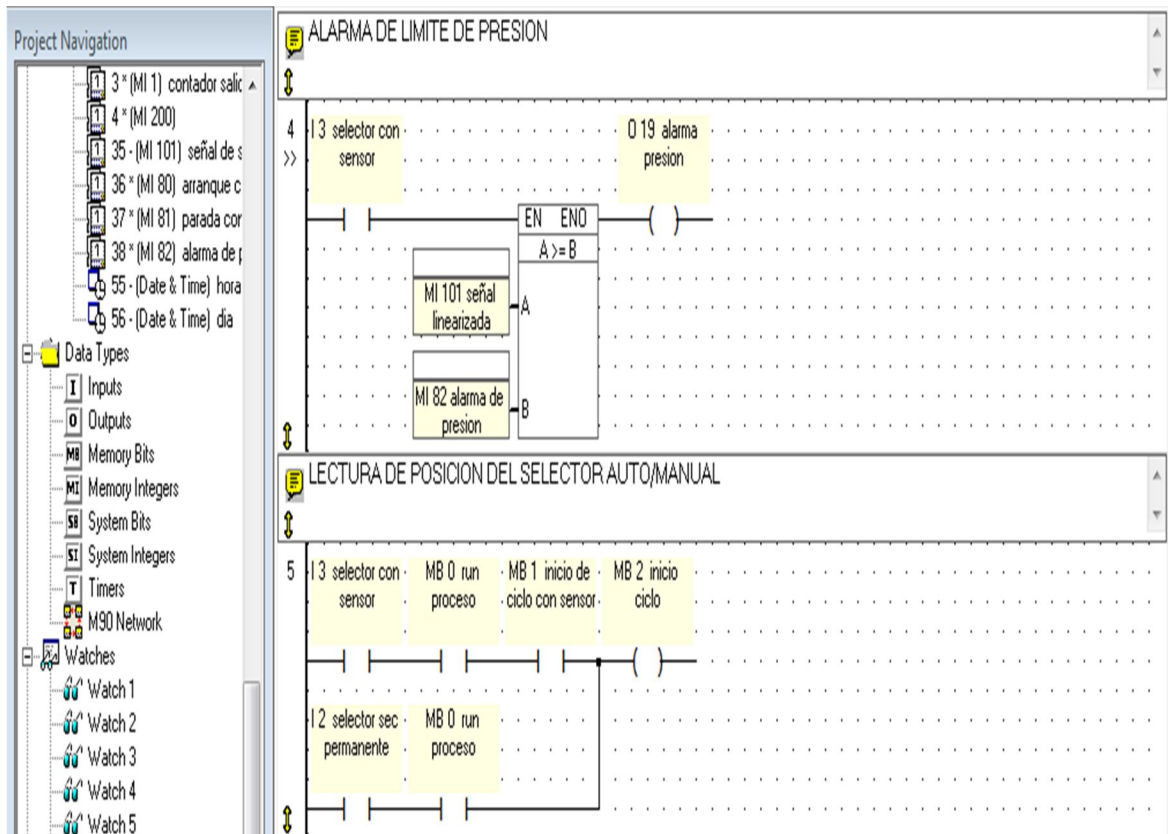 Project Navigation
3 * (MI 1) contador salic
4 * (MI 200)
35 - (MI 101) señal de s
36 * (MI 80) arranque c
37 * (MI 81) parada cor
38 * (MI 82) alarma de p
55 - (Date & Time) hora
56 - (Date & Time) dia
Data Types
I Inputs
O Outputs
MB Memory Bits
MI Memory Integers
SB System Bits
SI System Integers
T Timers
M90 Network
Watches
Watch 1
Watch 2
Watch 3
Watch 4
Watch 5
ALARMA DE LIMITE DE PRESION
4
>>
I 3 selector con
sensor
O 19 alarma
presion
EN ENO
A >= B
MI 101 señal
linearizada
A
MI 82 alarma de
presion
B
LECTURA DE POSICION DEL SELECTOR AUTO/MANUAL
5
I 3 selector con
sensor
MB 0 run
proceso
MB 1 inicio de
ciclo con sensor
MB 2 inicio
ciclo
I 2 selector sec
permanente
MB 0 run
proceso